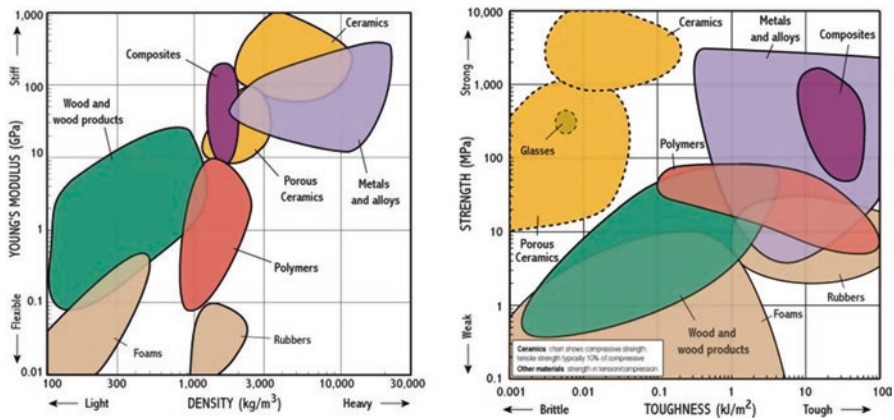 1,000
100
10
1
0.1
0.01
Stiff
YOUNG'S MODULUS (GPa)
Flexible
Ceramics
Composites
Wood and
wood products
Porous
Ceramics
Metals
and alloys
Polymers
Foams
Rubbers
100
300
1,000
3,000
10,000
30,000
Light
DENSITY (kg/m³)
Heavy
10,000
1,000
100
10
1
0.1
Strong
STRENGTH (MPa)
Weak
Ceramics
Metals
and alloys
Composites
Glasses
Polymers
Porous
Ceramics
Rubbers
Foams
Wood and
wood products
Ceramics chart shows compressive strength,
tensile strength typically 10% of compressive
Other materials strength in tension/compression
0.001
0.01
0.1
1
10
100
Brittle
TOUGHNESS (kJ/m²)
Tough